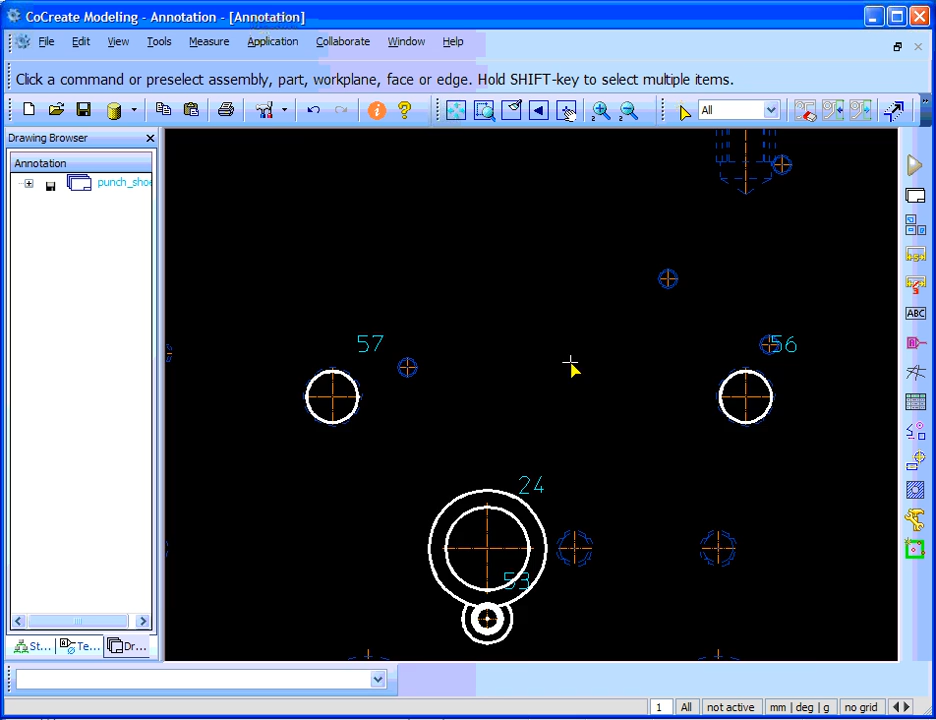 CoCreate Modeling - Annotation - [Annotation]
File Edit View Tools Measure Application Collaborate Window Help
Click a command or preselect assembly, part, workplane, face or edge. Hold SHIFT-key to select multiple items.
All
Drawing Browser
Annotation
punch_sho
57
56
24
53
ABC
St... Te... Dr...
1 All not active mm | deg | g no grid